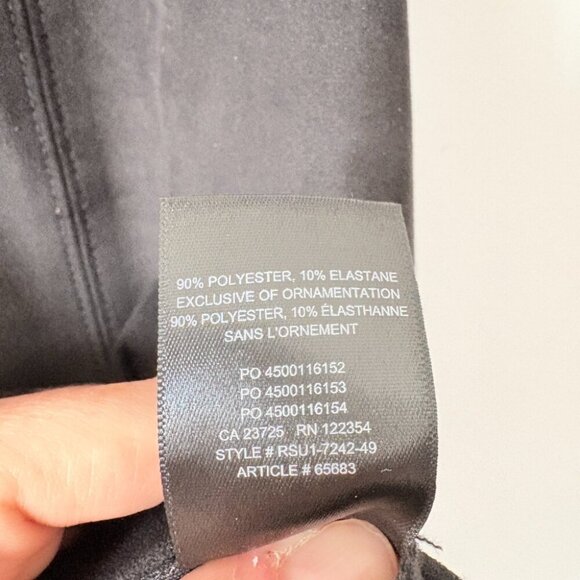 90% POLYESTER, 10% ELASTANE
EXCLUSIVE OF ORNAMENTATION
90% POLYESTER, 10% ÉLASTHANNE
SANS L'ORNEMENT
PO 4500116152
PO 4500116153
PO 4500116154
CA 23725 RN 122354
STYLE # RSU1-7242-49
ARTICLE # 65683